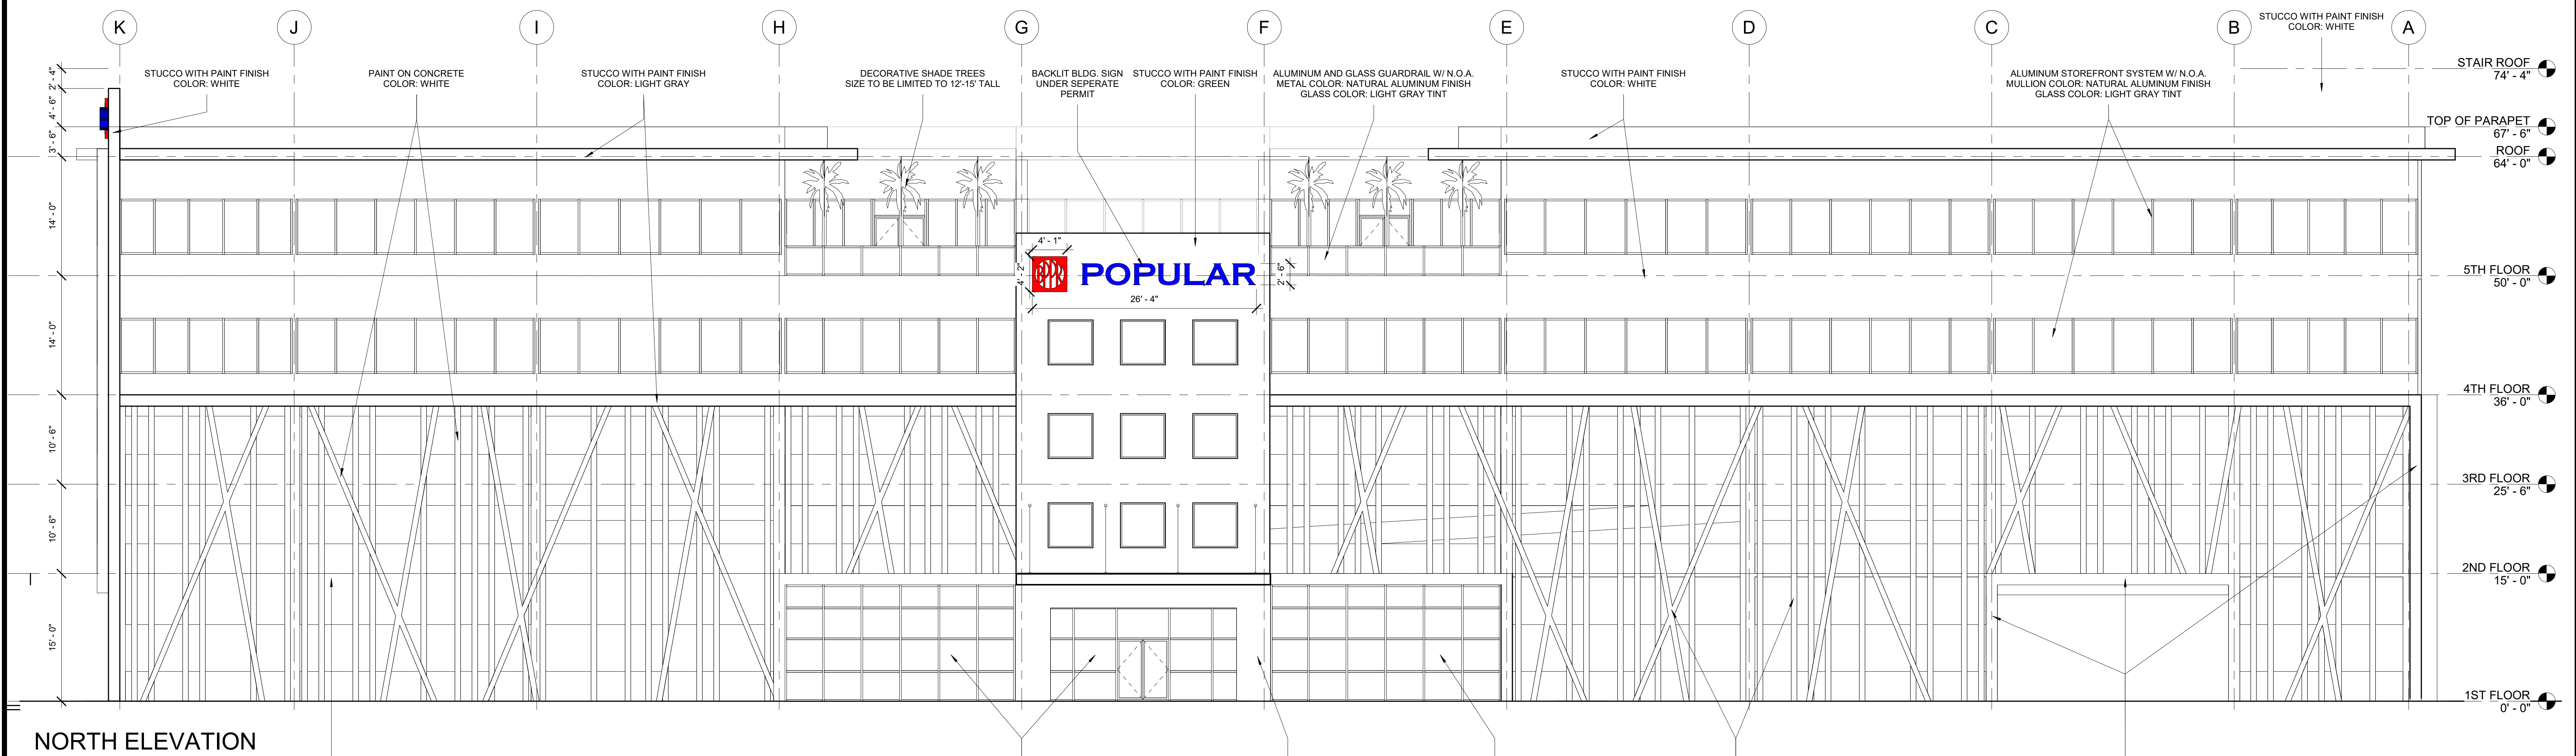 K
J
I
H
G
F
E
D
C
B
A
STUCCO WITH PAINT FINISH
COLOR: WHITE
STUCCO WITH PAINT FINISH
COLOR: WHITE
PAINT ON CONCRETE
COLOR: WHITE
STUCCO WITH PAINT FINISH
COLOR: LIGHT GRAY
DECORATIVE SHADE TREES
SIZE TO BE LIMITED TO 12'-15' TALL
BACKLIT BLDG. SIGN
UNDER SEPERATE
PERMIT
STUCCO WITH PAINT FINISH
COLOR: GREEN
ALUMINUM AND GLASS GUARDRAIL W/ N.O.A.
METAL COLOR: NATURAL ALUMINUM FINISH
GLASS COLOR: LIGHT GRAY TINT
STUCCO WITH PAINT FINISH
COLOR: WHITE
ALUMINUM STOREFRONT SYSTEM W/ N.O.A.
MULLION COLOR: NATURAL ALUMINUM FINISH
GLASS COLOR: LIGHT GRAY TINT
STAIR ROOF
74' - 4"
TOP OF PARAPET
67' - 6"
ROOF
64' - 0"
5TH FLOOR
50' - 0"
4TH FLOOR
36' - 0"
3RD FLOOR
25' - 6"
2ND FLOOR
15' - 0"
1ST FLOOR
0' - 0"
2' - 4"
4' - 6"
3' - 6"
14' - 0"
14' - 0"
10' - 6"
10' - 6"
15' - 0"
4' - 1"
4' - 2"
POPULAR
2' - 6"
26' - 4"
NORTH ELEVATION